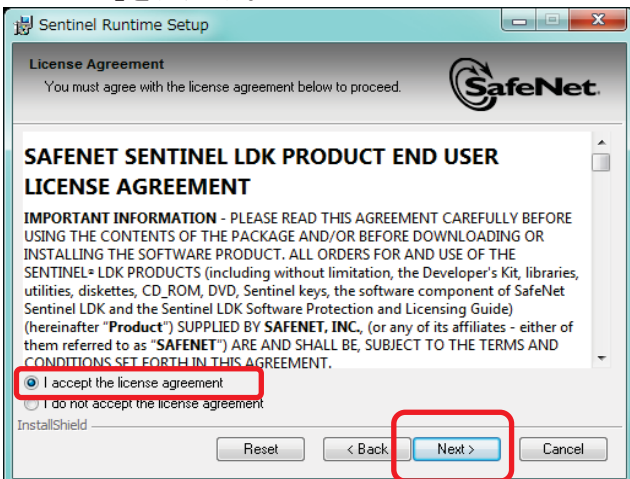 Sentinel Runtime Setup
License Agreement
You must agree with the license agreement below to proceed.
SafeNet.
SAFENET SENTINEL LDK PRODUCT END USER
LICENSE AGREEMENT
IMPORTANT INFORMATION - PLEASE READ THIS AGREEMENT CAREFULLY BEFORE
USING THE CONTENTS OF THE PACKAGE AND/OR BEFORE DOWNLOADING OR
INSTALLING THE SOFTWARE PRODUCT. ALL ORDERS FOR AND USE OF THE
SENTINEL® LDK PRODUCTS (including without limitation, the Developer's Kit, libraries,
utilities, diskettes, CD_ROM, DVD, Sentinel keys, the software component of SafeNet
Sentinel LDK and the Sentinel LDK Software Protection and Licensing Guide)
(hereinafter "Product") SUPPLIED BY SAFENET, INC., (or any of its affiliates - either of
them referred to as "SAFENET") ARE AND SHALL BE, SUBJECT TO THE TERMS AND
CONDITIONS SET FORTH IN THIS AGREEMENT.
I accept the license agreement
I do not accept the license agreement
InstallShield
Reset
< Back
Next >
Cancel